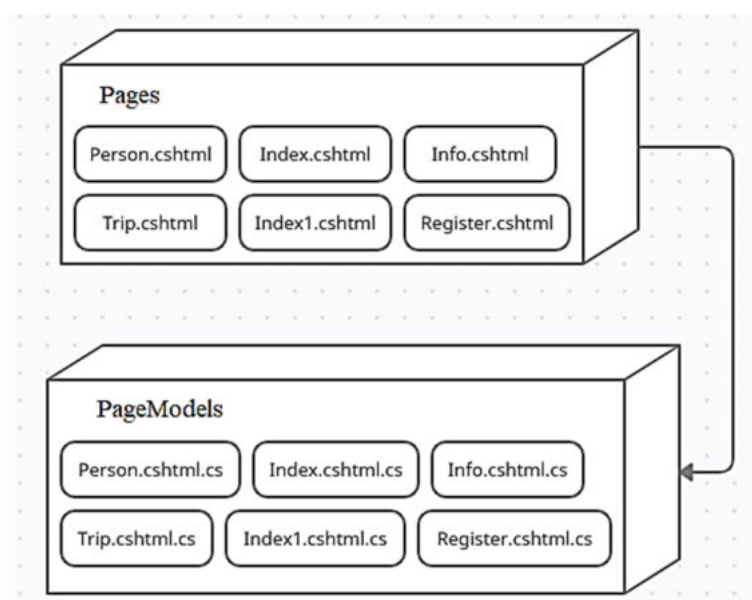 Pages
Person.cshtml Index.cshtml Info.cshtml
Trip.cshtml Index1.cshtml Register.cshtml
PageModels
Person.cshtml.cs Index.cshtml.cs Info.cshtml.cs
Trip.cshtml.cs Index1.cshtml.cs Register.cshtml.cs